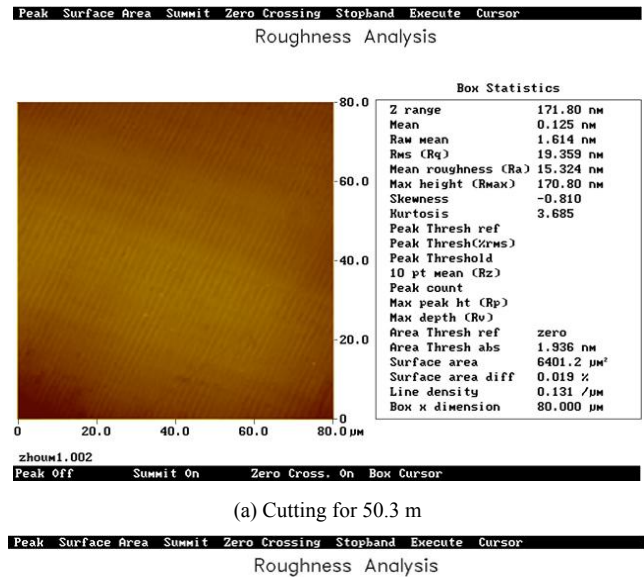 Peak Surface Area Summit Zero Crossing Stopband Execute Cursor
Roughness Analysis
Box Statistics
Z range 171.80 nm
Mean 0.125 nm
Raw mean 1.614 nm
Rms (Rq) 19.359 nm
Mean roughness (Ra) 15.324 nm
Max height (Rmax) 170.80 nm
Skewness -0.810
Kurtosis 3.685
Peak Thresh ref
Peak Thresh(%rms)
Peak Threshold
10 pt mean (Rz)
Peak count
Max peak ht (Rp)
Max depth (Rv)
Area Thresh ref zero
Area Thresh abs 1.936 nm
Surface area 6401.2 µm²
Surface area diff 0.019 %
Line density 0.131 /µm
Box x dimension 80.000 µm
80.0
60.0
40.0
20.0
0
0 20.0 40.0 60.0 80.0 µm
zhoum1.002
Peak Off Summit On Zero Cross. On Box Cursor
(a) Cutting for 50.3 m
Peak Surface Area Summit Zero Crossing Stopband Execute Cursor
Roughness Analysis